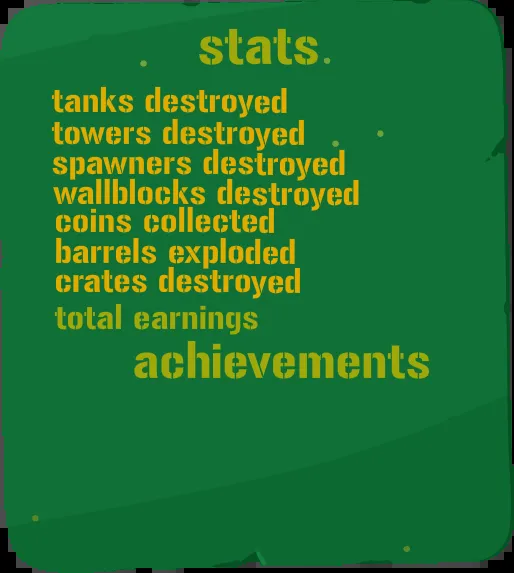 stats
tanks destroyed
towers destroyed
spawners destroyed
wallblocks destroyed
coins collected
barrels exploded
crates destroyed
total earnings
achievements